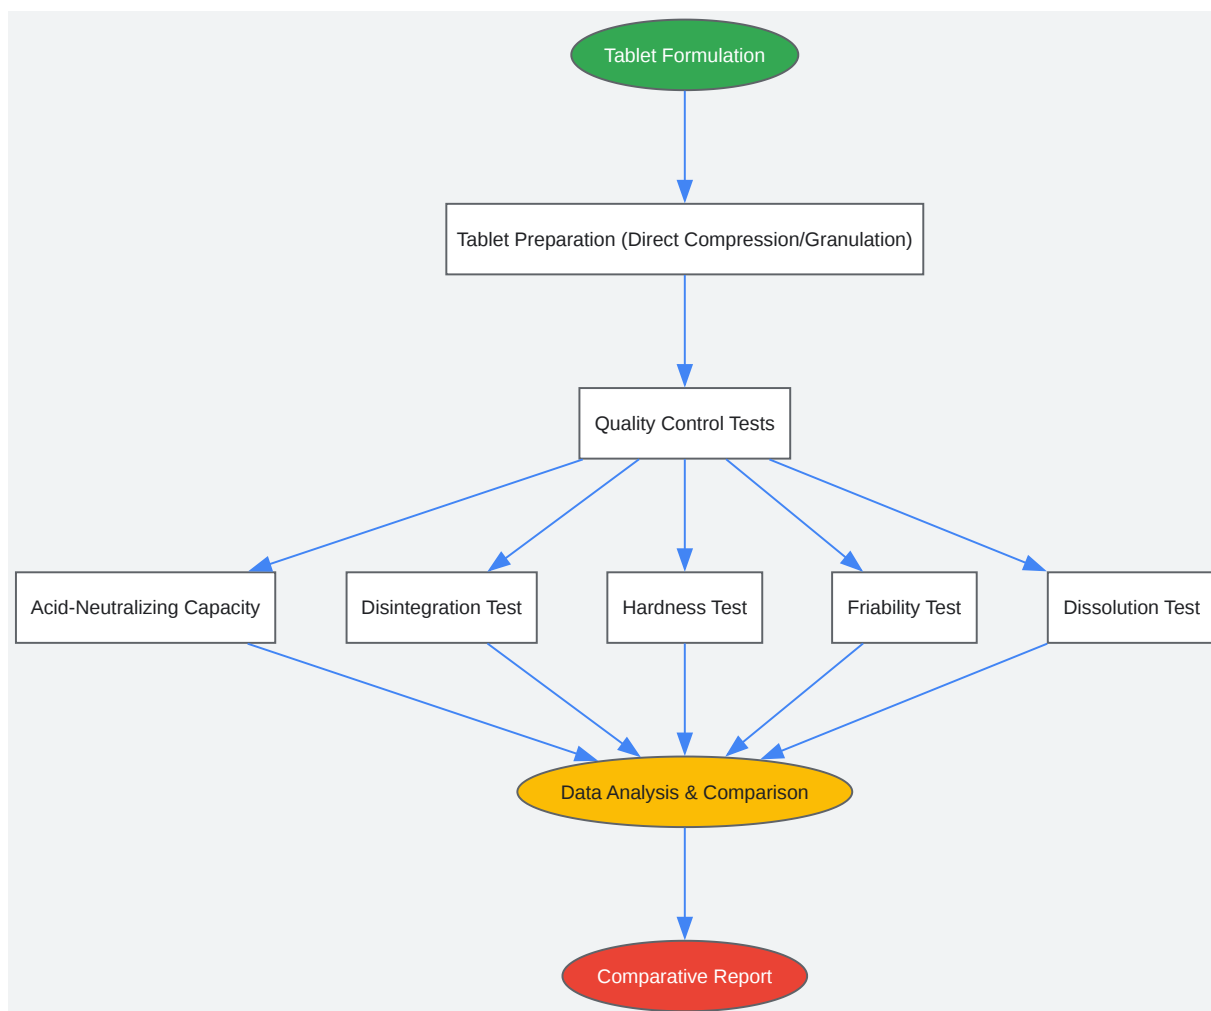 Tablet Formulation
Tablet Preparation (Direct Compression/Granulation)
Quality Control Tests
Acid-Neutralizing Capacity
Disintegration Test
Hardness Test
Friability Test
Dissolution Test
Data Analysis & Comparison
Comparative Report